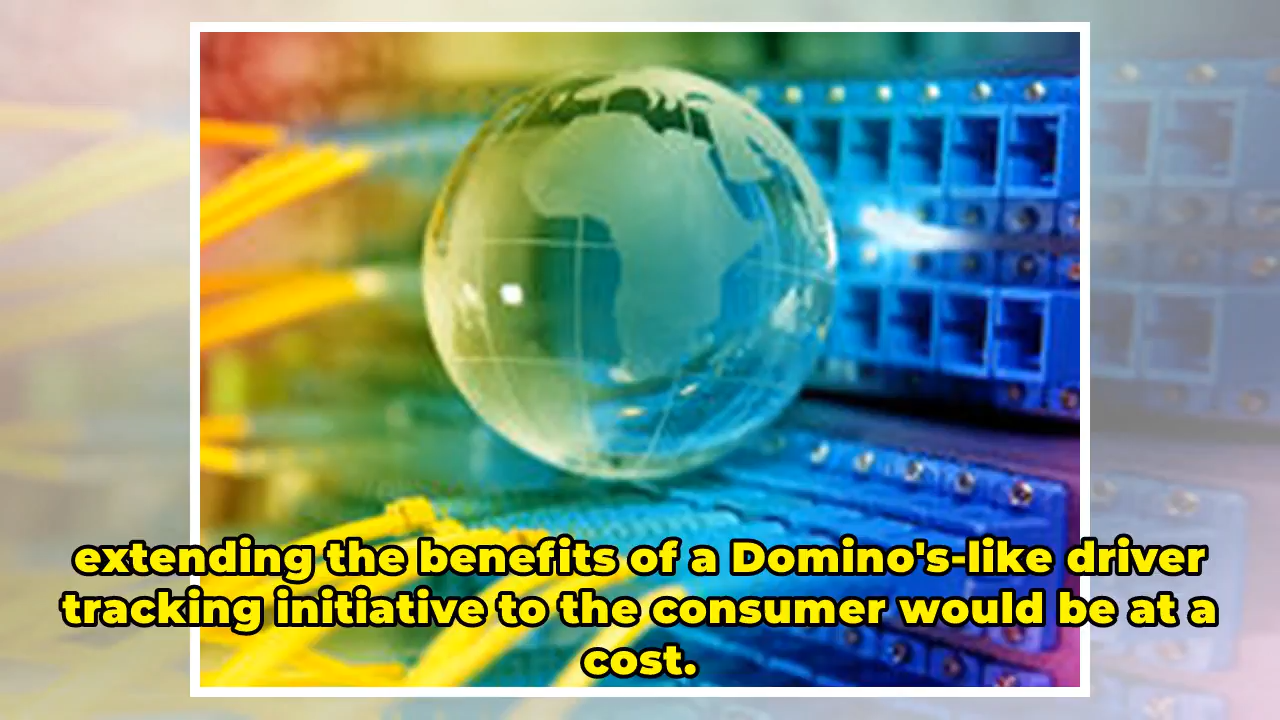 extending the benefits of a Domino's-like driver
tracking initiative to the consumer would be at a
cost.